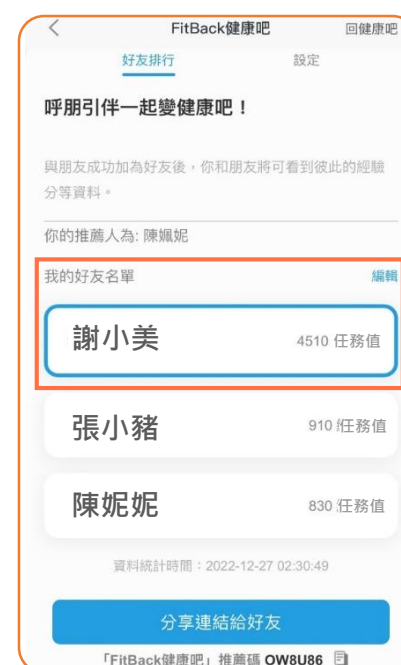 FitBack健康吧 回健康吧
好友排行 設定
呼朋引伴一起變健康吧！
與朋友成功加為好友後，你和朋友將可看到彼此的經驗
分等資料。
你的推薦人為: 陳姵妮
我的好友名單 編輯
謝小美 4510 任務值
張小豬 910 任務值
陳妮妮 830 任務值
資料統計時間：2022-12-27 02:30:49
分享連結給好友
「FitBack健康吧」推薦碼 OW8U86